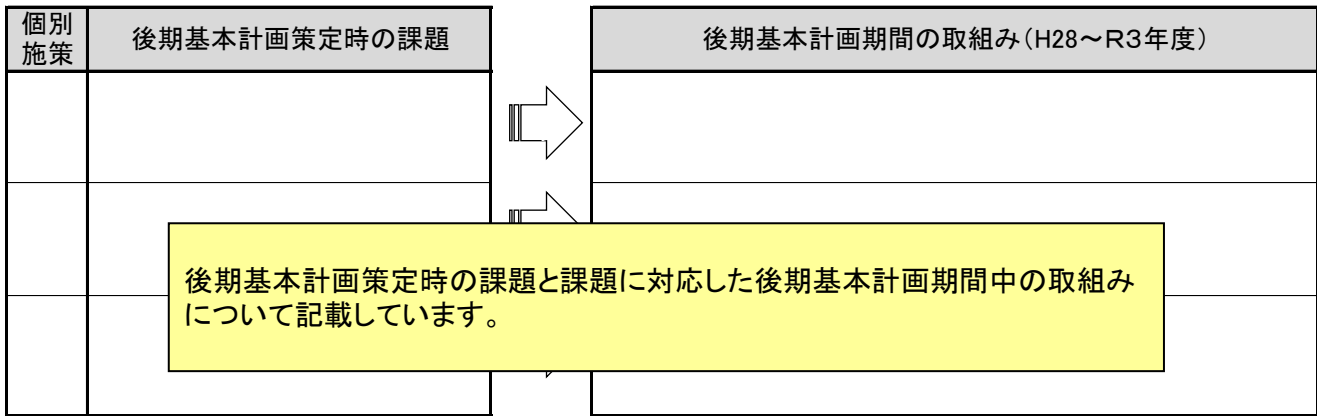 個別
施策
後期基本計画策定時の課題
後期基本計画期間の取組み(H28～R3年度)
後期基本計画策定時の課題と課題に対応した後期基本計画期間中の取組み
について記載しています。